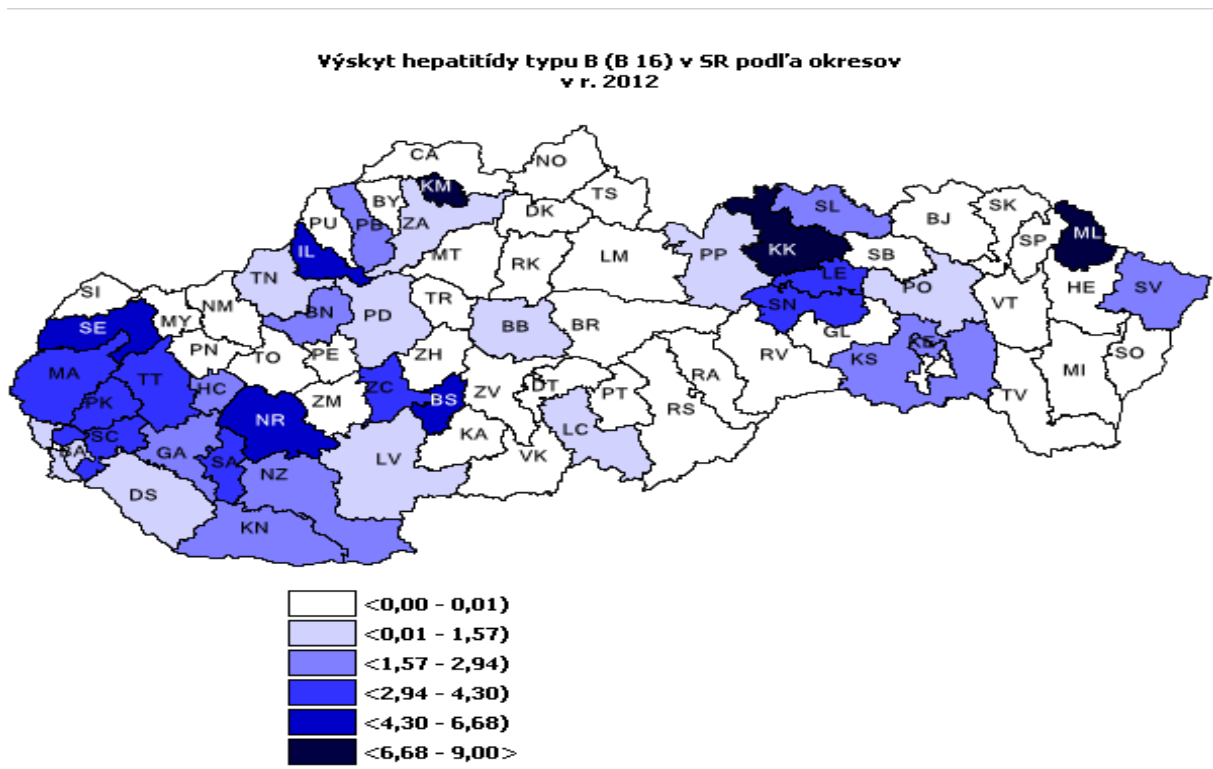 Výskyt hepatitídy typu B (B 16) v SR podľa okresov
v r. 2012
CA
NO
KM
TS
BY
PU
PB
ZA
DK
SL
BJ
SK
SP
ML
IL
MT
RK
LM
PP
KK
SB
LE
TN
PO
HE
SV
SI
NM
TR
SN
VT
MY
SE
BN
PD
BB
BR
GL
PN
TO
PE
ZH
KS
KE
RV
SO
MA
TT
HC
ZM
ZC
BS
ZV
DT
PT
RA
RS
MI
TV
PK
NR
SC
BA
GA
SA
NZ
LV
KA
VK
LC
DS
KN
<0,00 - 0,01)
<0,01 - 1,57)
<1,57 - 2,94)
<2,94 - 4,30)
<4,30 - 6,68)
<6,68 - 9,00>